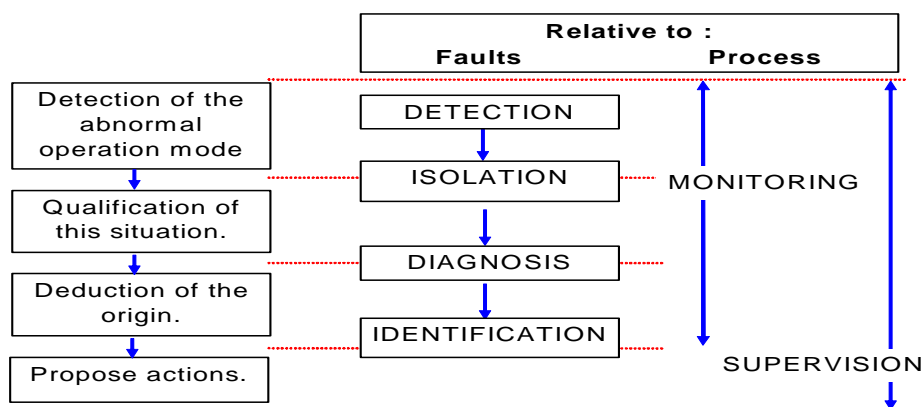 Relative to :
Faults Process
Detection of the
abnormal
operation mode
Qualification of
this situation.
Deduction of the
origin.
Propose actions.
DETECTION
ISOLATION
DIAGNOSIS
IDENTIFICATION
MONITORING
SUPERVISION